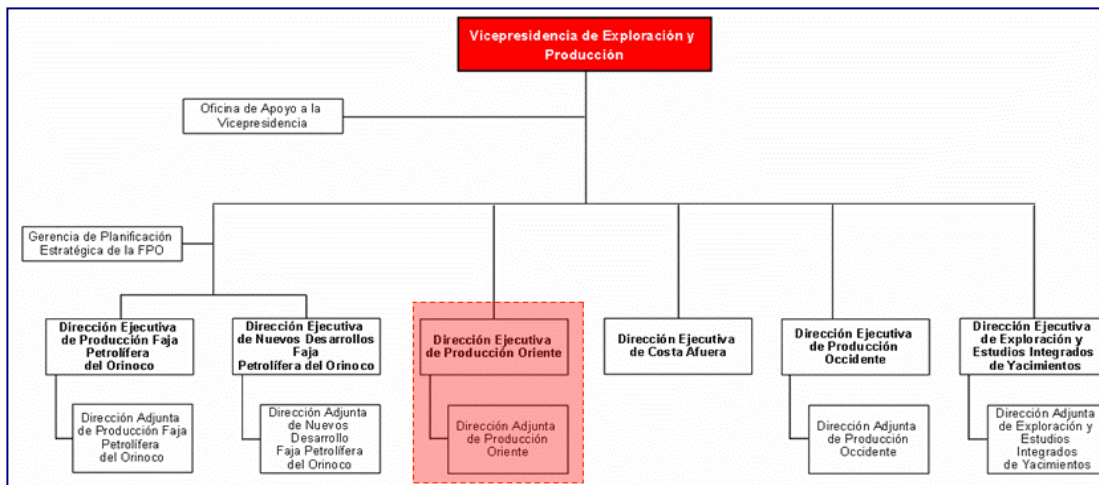 Vicepresidencia de Exploración y
Producción
Oficina de Apoyo a la
Vicepresidencia
Gerencia de Planificación
Estratégica de la FPO
Dirección Ejecutiva
de Producción Faja
Petrolífera
del Orinoco
Dirección Ejecutiva
de Nuevos Desarrollos
Faja
Petrolífera del Orinoco
Dirección Ejecutiva
de Producción Oriente
Dirección Ejecutiva
de Costa Afuera
Dirección Ejecutiva
de Producción
Occidente
Dirección Ejecutiva
de Exploración y
Estudios Integrados
de Yacimientos
Dirección Adjunta
de Producción Faja
Petrolífera
del Orinoco
Dirección Adjunta
de Nuevos
Desarrollo
Faja Petrolífera
del Orinoco
Dirección Adjunta
de Producción
Oriente
Dirección Adjunta
de Producción
Occidente
Dirección Adjunta
de Exploración y
Estudios
Integrados
de Yacimientos